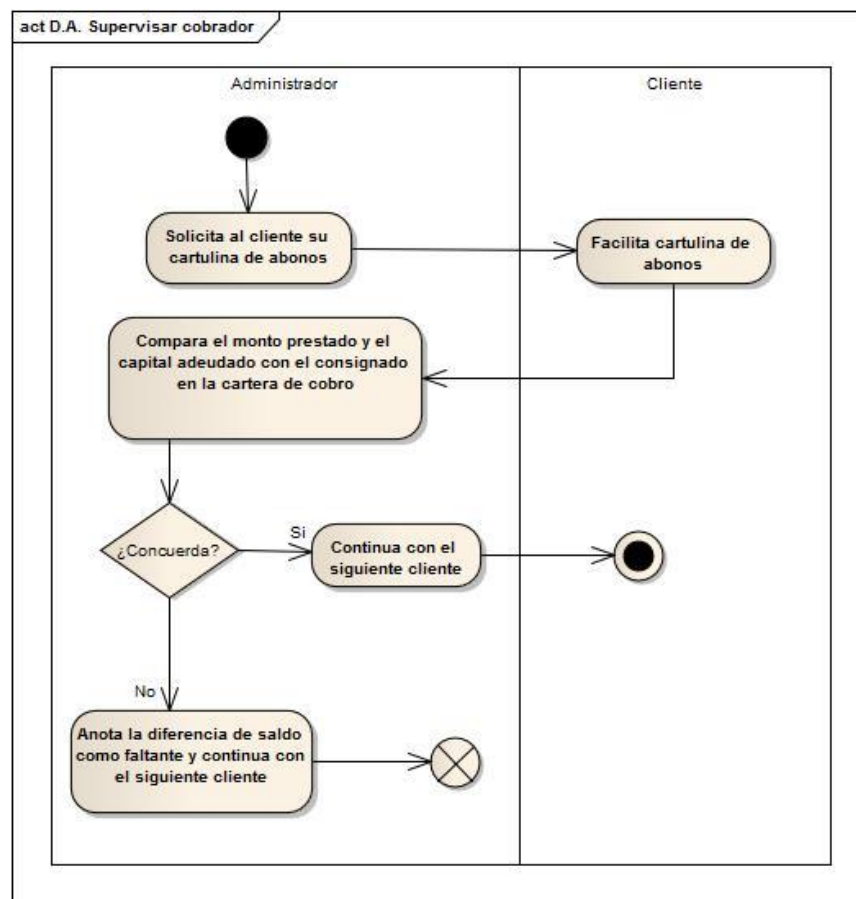 act D.A. Supervisar cobrador
Administrador
Cliente
Solicita al cliente su
cartulina de abonos
Facilita cartulina de
abonos
Compara el monto prestado y el
capital adeudado con el consignado
en la cartera de cobro
¿Concuerda?
Si
Continua con el
siguiente cliente
No
Anota la diferencia de saldo
como faltante y continua con
el siguiente cliente